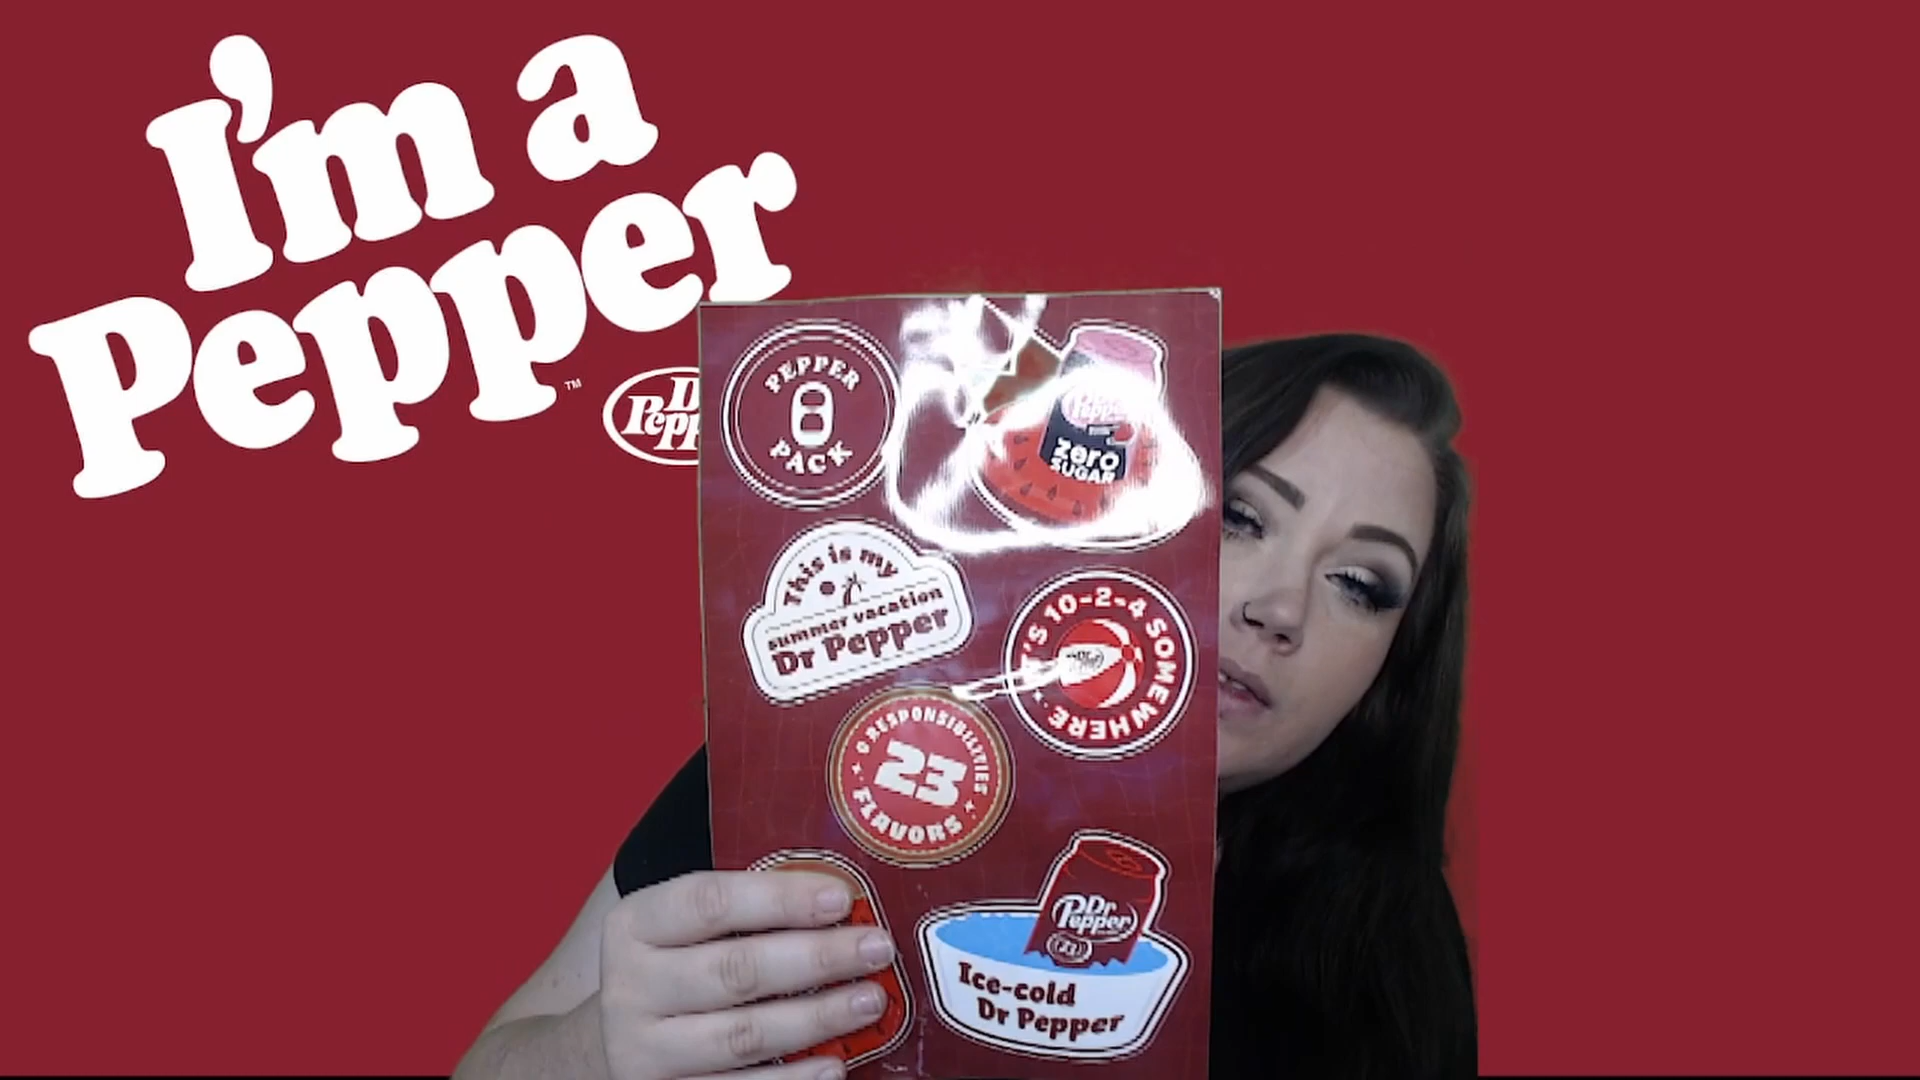 I'm a
Pepper
™
PEPPER
PACK
Dr
Pepper
zero
SUGAR
This is my
summer vacation
Dr Pepper
IT'S 10-2-4 SOMEWHERE
0 RESPONSIBILITIES
23
FLAVORS
Dr
Pepper
23
Ice-cold
Dr Pepper